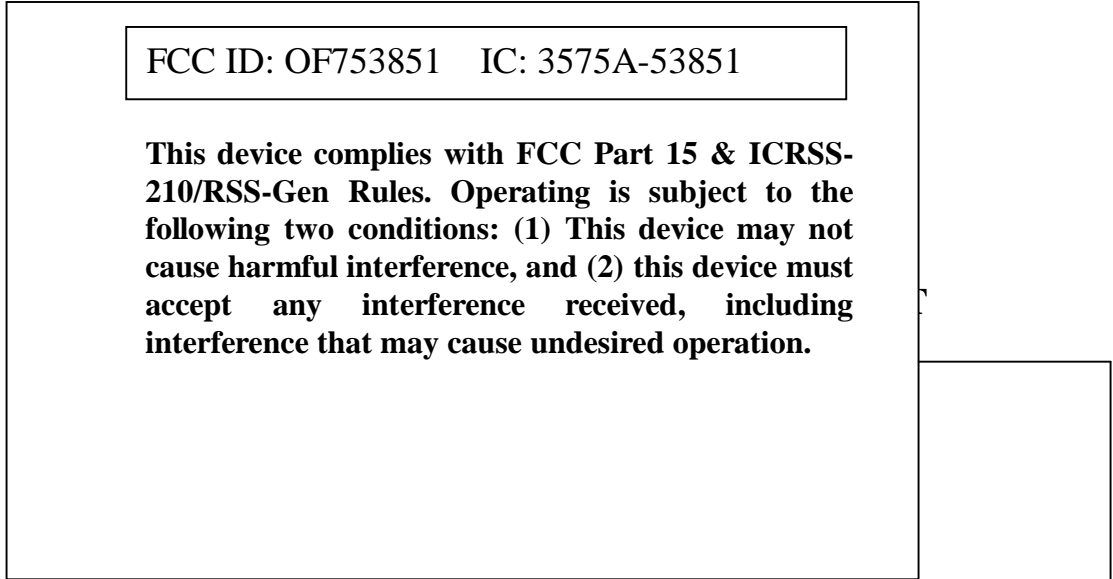 FCC ID: OF753851 IC: 3575A-53851
This device complies with FCC Part 15 & ICRSS-
210/RSS-Gen Rules. Operating is subject to the
following two conditions: (1) This device may not
cause harmful interference, and (2) this device must
accept any interference received, including
interference that may cause undesired operation.